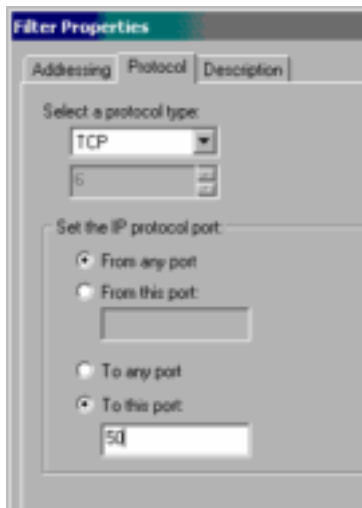 Filter Properties
Addressing Protocol Description
Select a protocol type:
TCP
6
Set the IP protocol port:
From any port
From this port:
To any port
To this port:
50